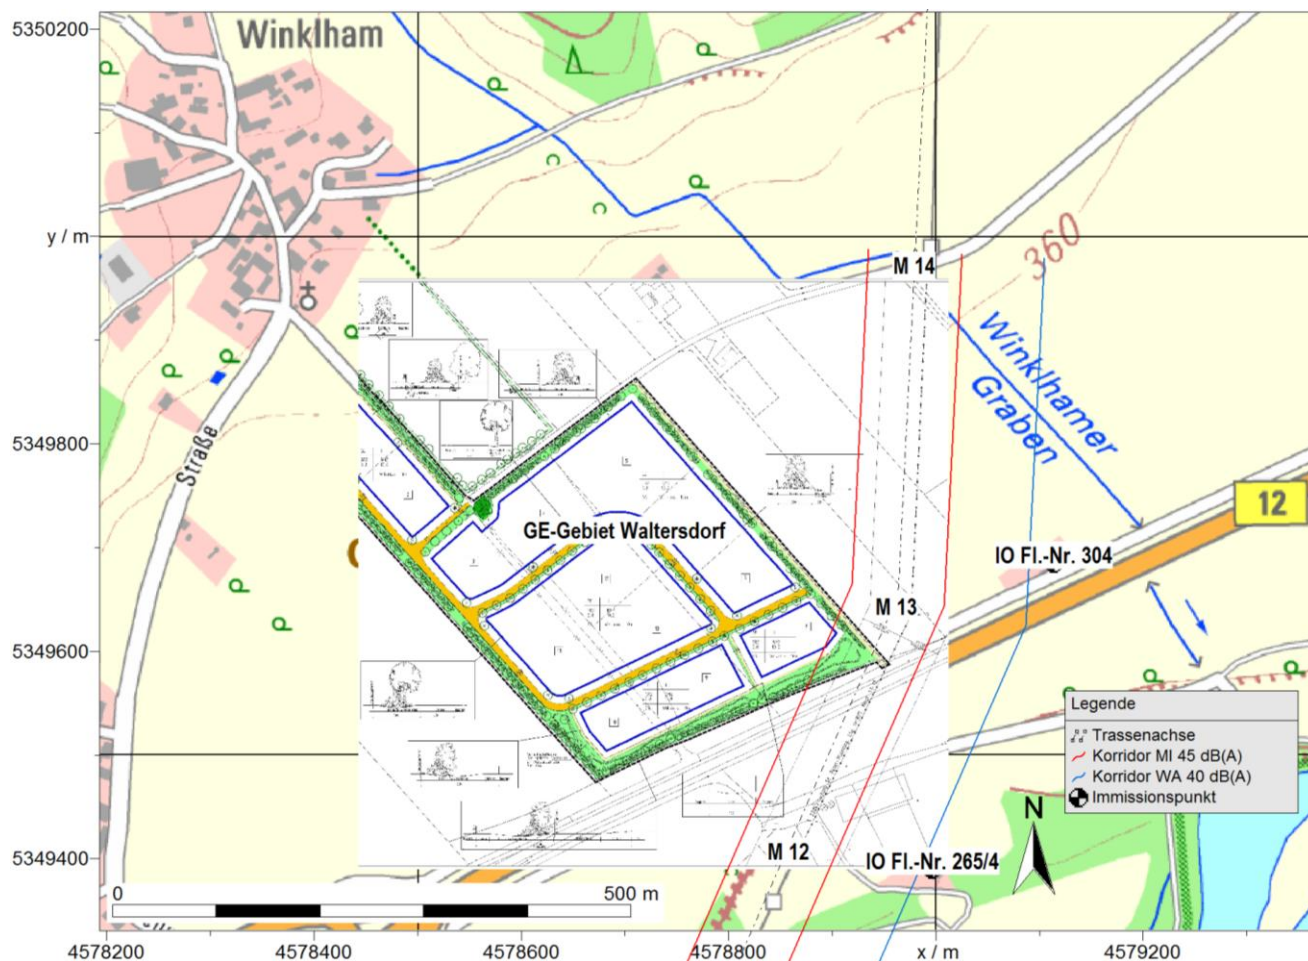 5350200
Winklham
y / m
M 14
360
Winklhamer
Graben
5349800
Straße
GE-Gebiet Waltersdorf
12
IO Fl.-Nr. 304
M 13
5349600
Legende
Trassenachse
Korridor MI 45 dB(A)
Korridor WA 40 dB(A)
Immissionspunkt
N
M 12
IO Fl.-Nr. 265/4
5349400
0
500 m
4578200
4578400
4578600
4578800
x / m
4579200